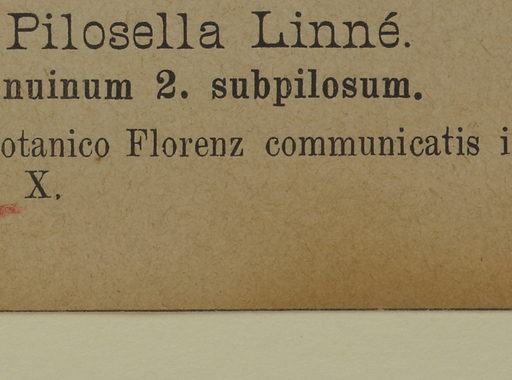 Pilosella Linné.
nuinum 2. subpilosum.
otanico Florenz communicatis i
X.